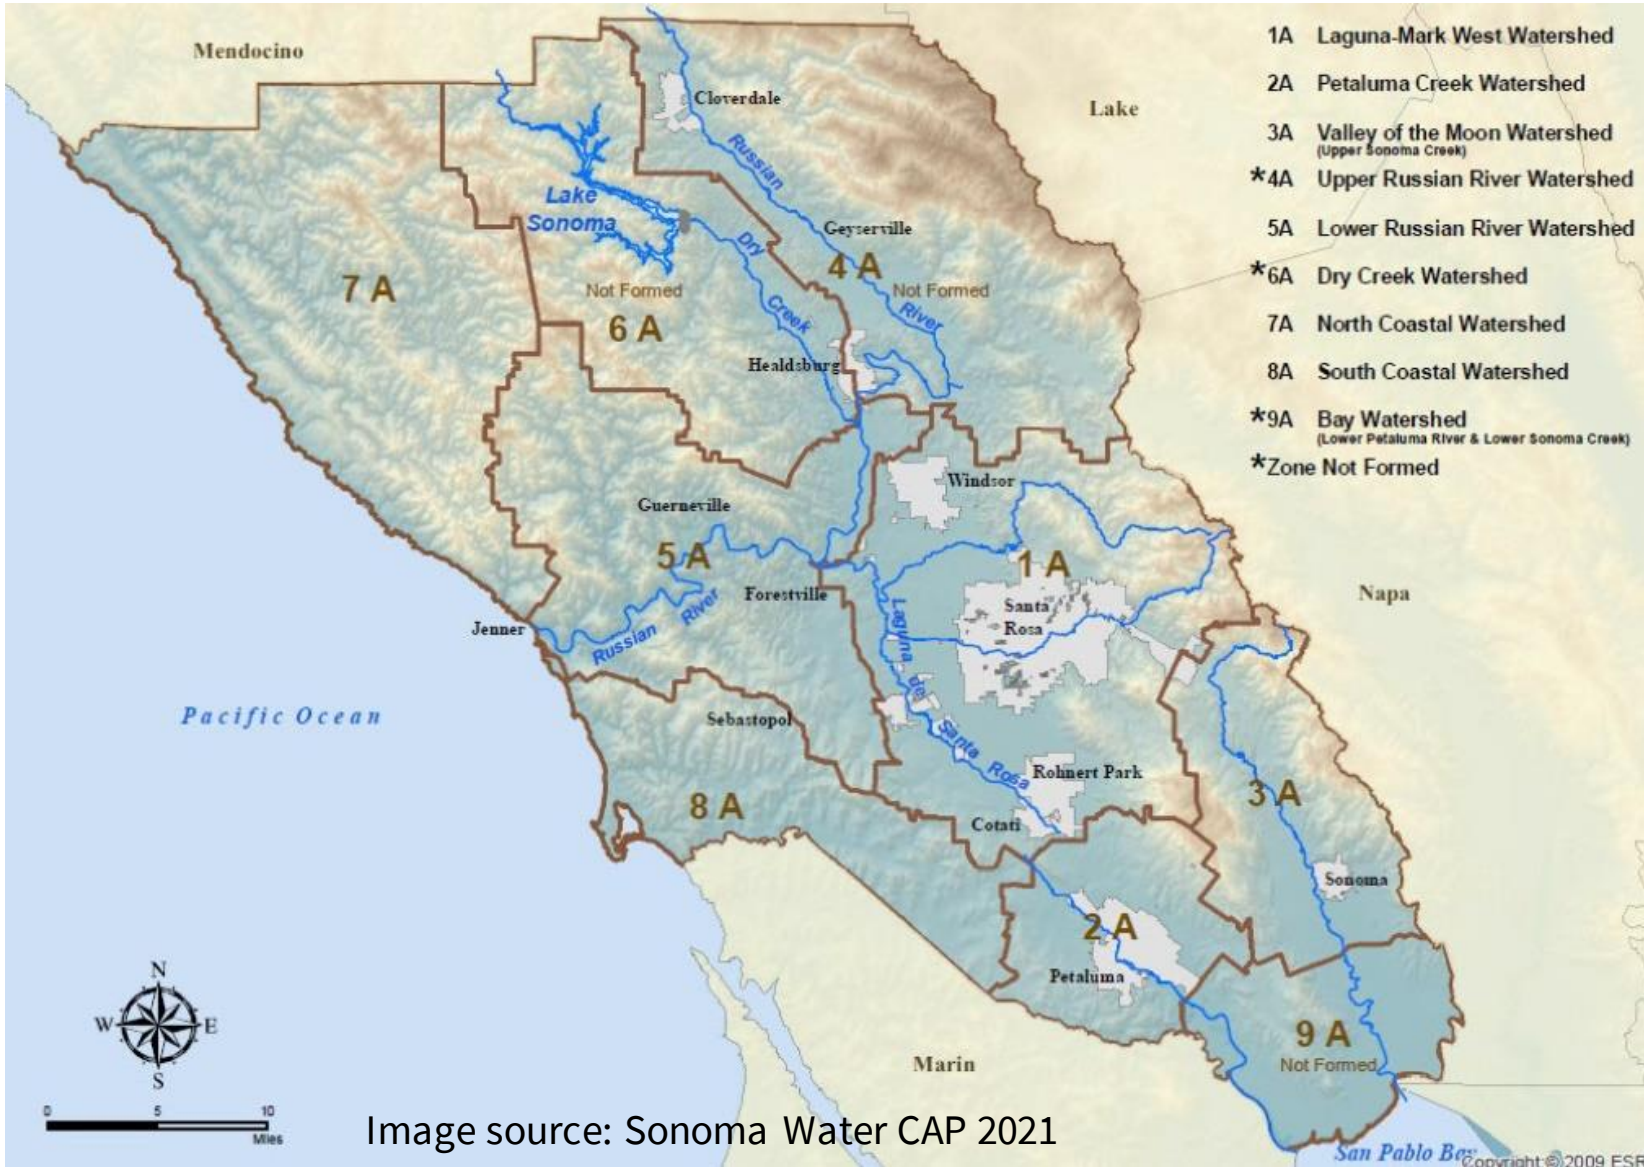 Mendocino
Lake
Cloverdale
Russian
River
Lake
Sonoma
Dry
Creek
Geyserville
4 A
Not Formed
7 A
Not Formed
6 A
Healdsburg
Windsor
Guerneville
5 A
1 A
Forestville
Santa
Rosa
Napa
Jenner
Russian
River
Laguna
de
Santa
Rosa
Pacific Ocean
Sebastopol
Rohnert Park
8 A
3 A
Cotati
Sonoma
2 A
Petaluma
9 A
Not Formed
Marin
San Pablo Bay
N
W
E
S
0 5 10
Miles
1A Laguna-Mark West Watershed
2A Petaluma Creek Watershed
3A Valley of the Moon Watershed
(Upper Sonoma Creek)
*4A Upper Russian River Watershed
5A Lower Russian River Watershed
*6A Dry Creek Watershed
7A North Coastal Watershed
8A South Coastal Watershed
*9A Bay Watershed
(Lower Petaluma River & Lower Sonoma Creek)
*Zone Not Formed
Image source: Sonoma Water CAP 2021
Copyright:© 2009 ESR